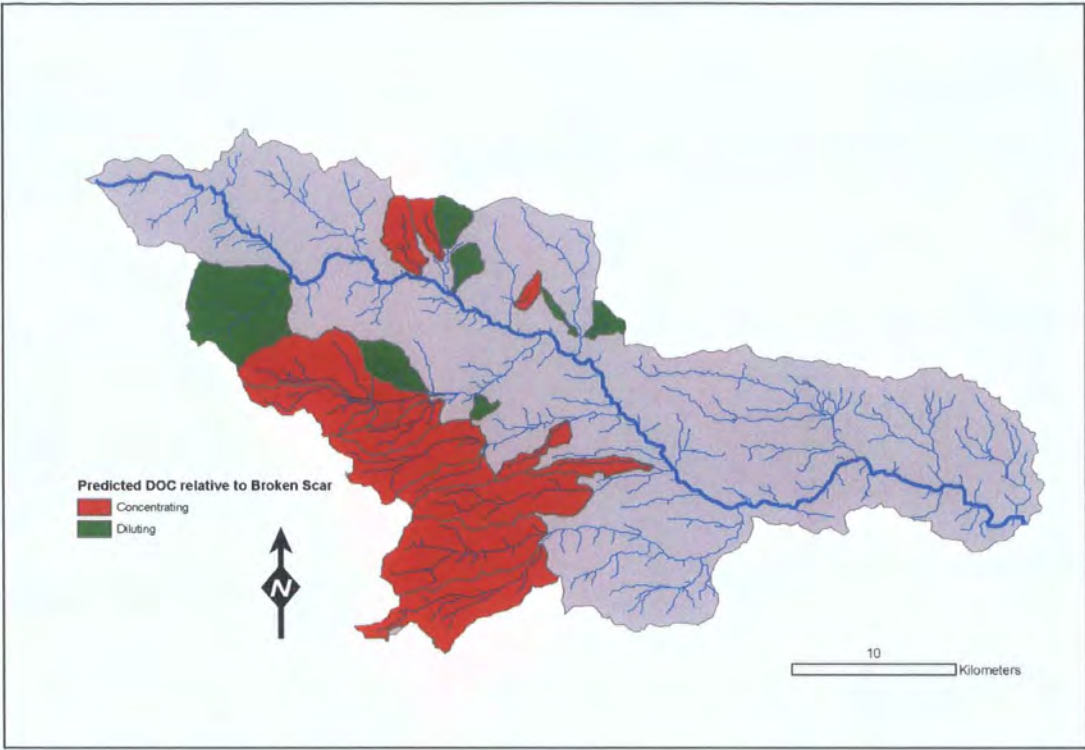 Predicted DOC relative to Broken Scar
Concentrating
Diluting
N
10
Kilometers